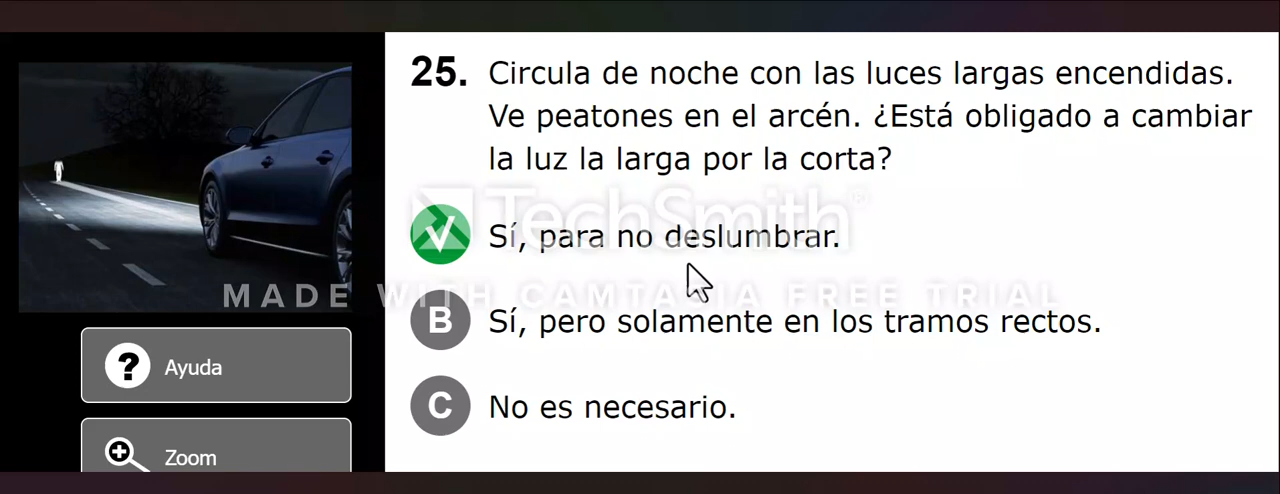 25. Circula de noche con las luces largas encendidas.
Ve peatones en el arcén. ¿Está obligado a cambiar
la luz la larga por la corta?
TechSmith®
Sí, para no deslumbrar.
MADE WITH CAMTASIA FREE TRIAL
B Sí, pero solamente en los tramos rectos.
? Ayuda
C No es necesario.
Zoom